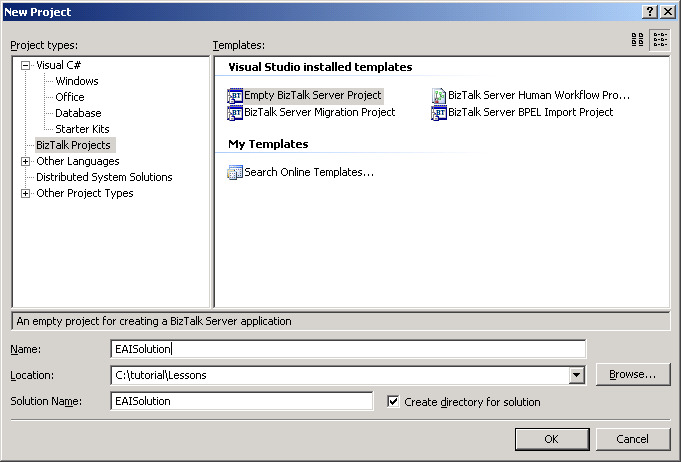 New Project
Project types:
Templates:
Visual C#
Windows
Office
Database
Starter Kits
BizTalk Projects
Other Languages
Distributed System Solutions
Other Project Types
Visual Studio installed templates
Empty BizTalk Server Project
BizTalk Server Human Workflow Pro...
BizTalk Server Migration Project
BizTalk Server BPEL Import Project
My Templates
Search Online Templates...
An empty project for creating a BizTalk Server application
Name:
EAISolution
Location:
C:\tutorial\Lessons
Browse...
Solution Name:
EAISolution
Create directory for solution
OK
Cancel